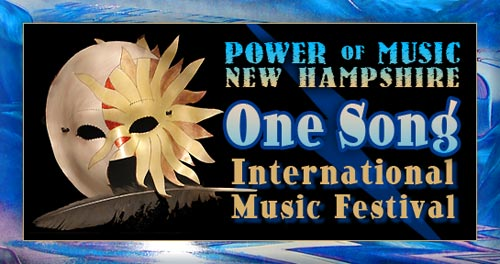 POWER OF MUSIC
NEW HAMPSHIRE
One Song
International
Music Festival